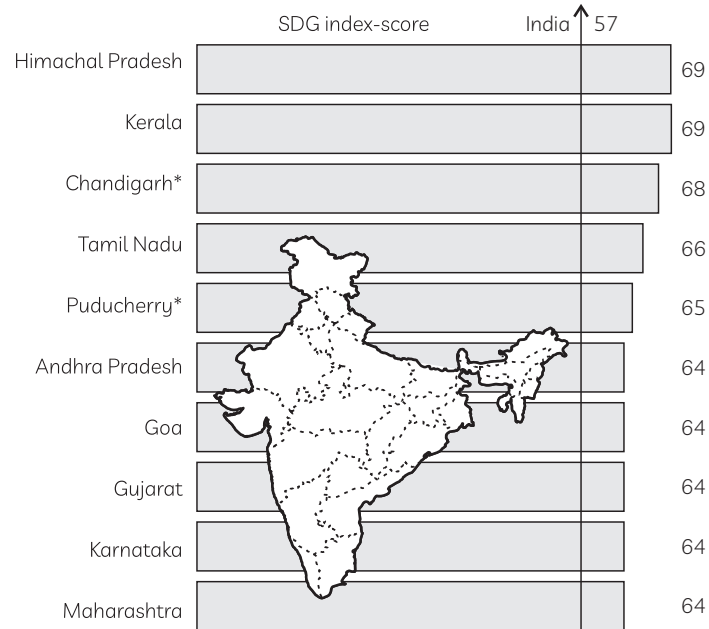 SDG index-score India 57
Himachal Pradesh 69
Kerala 69
Chandigarh* 68
Tamil Nadu 66
Puducherry* 65
Andhra Pradesh 64
Goa 64
Gujarat 64
Karnataka 64
Maharashtra 64